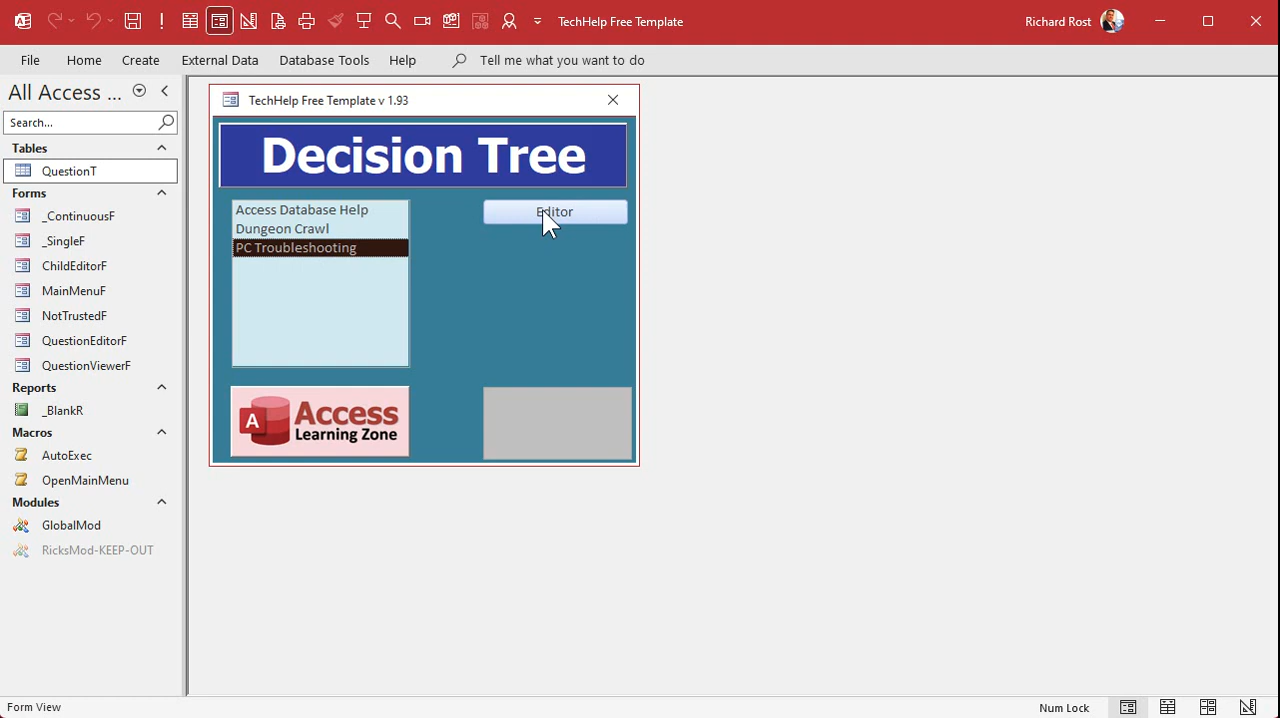 TechHelp Free Template
Richard Rost
File
Home
Create
External Data
Database Tools
Help
Tell me what you want to do
All Access ...
Search...
Tables
QuestionT
Forms
_ContinuousF
_SingleF
ChildEditorF
MainMenuF
NotTrustedF
QuestionEditorF
QuestionViewerF
Reports
_BlankR
Macros
AutoExec
OpenMainMenu
Modules
GlobalMod
RicksMod-KEEP-OUT
TechHelp Free Template v 1.93
Decision Tree
Access Database Help
Dungeon Crawl
PC Troubleshooting
Editor
A Access
Learning Zone
Form View
Num Lock